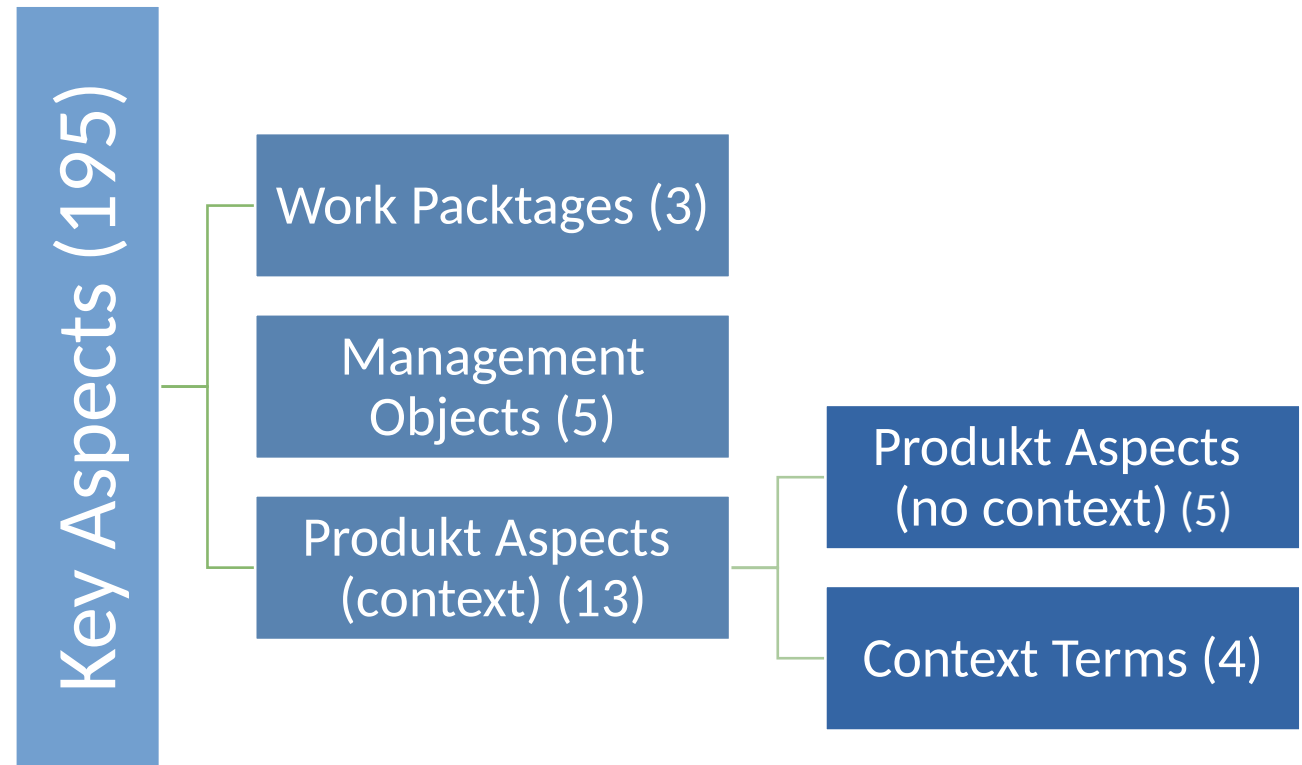 Key Aspects (195)
Work Packtages (3)
Management
Objects (5)
Produkt Aspects
(context) (13)
Produkt Aspects
(no context) (5)
Context Terms (4)